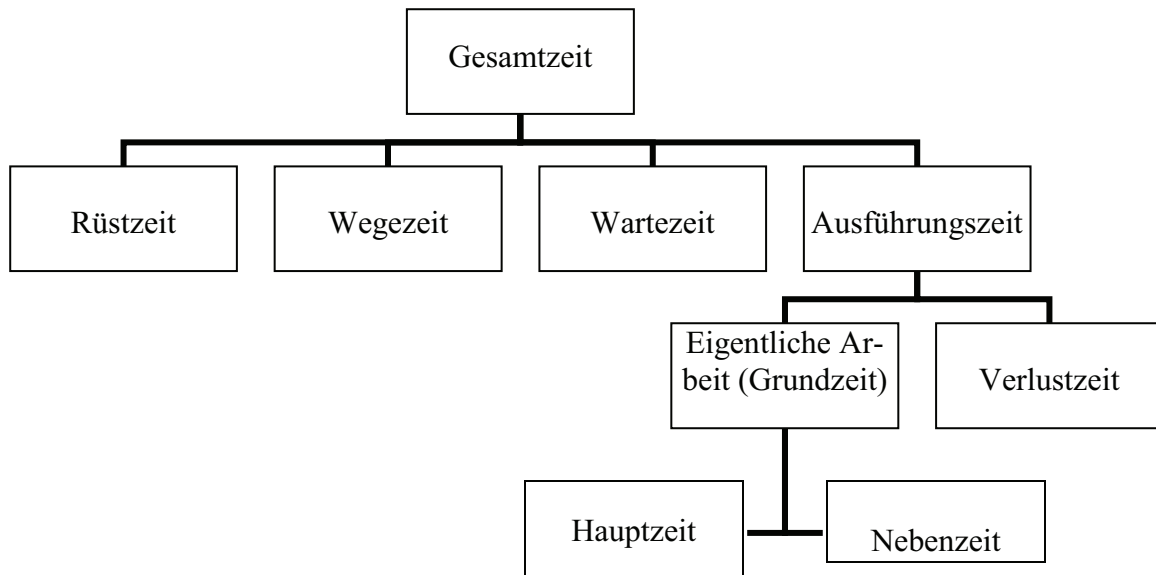 Gesamtzeit
Rüstzeit
Wegezeit
Wartezeit
Ausführungszeit
Eigentliche Ar-
beit (Grundzeit)
Verlustzeit
Hauptzeit
Nebenzeit